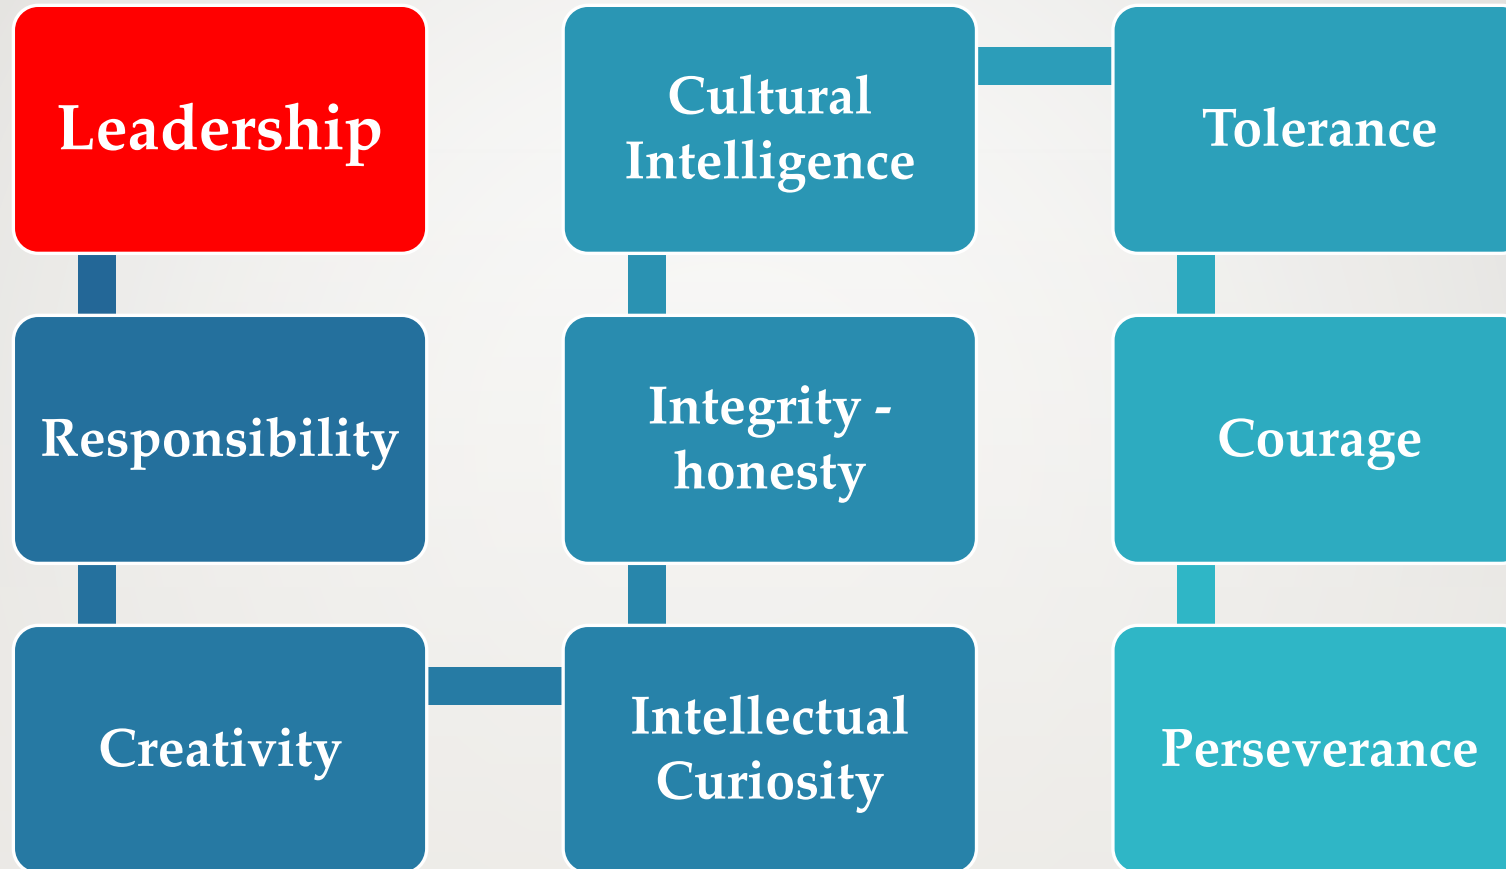 Leadership
Responsibility
Creativity
Intellectual
Curiosity
Integrity -
honesty
Cultural
Intelligence
Tolerance
Courage
Perseverance